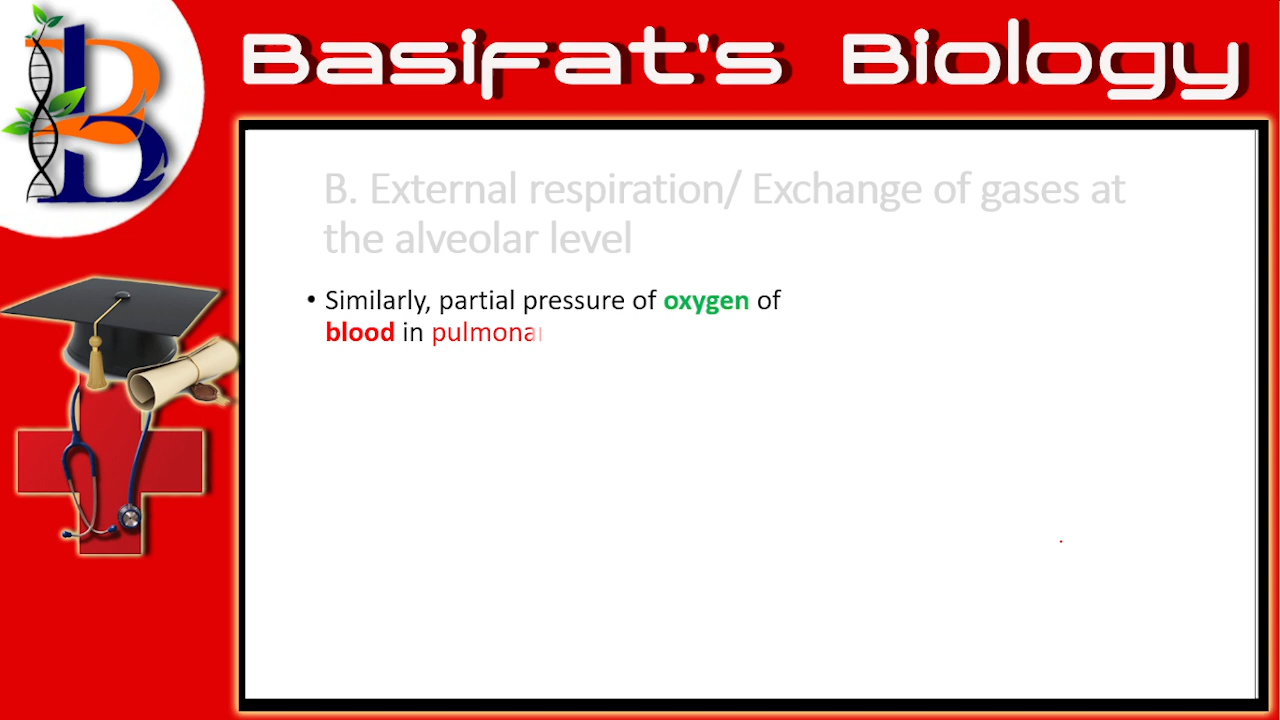 Basifat's Biology
B. External respiration/ Exchange of gases at
the alveolar level
• Similarly, partial pressure of oxygen of
blood in